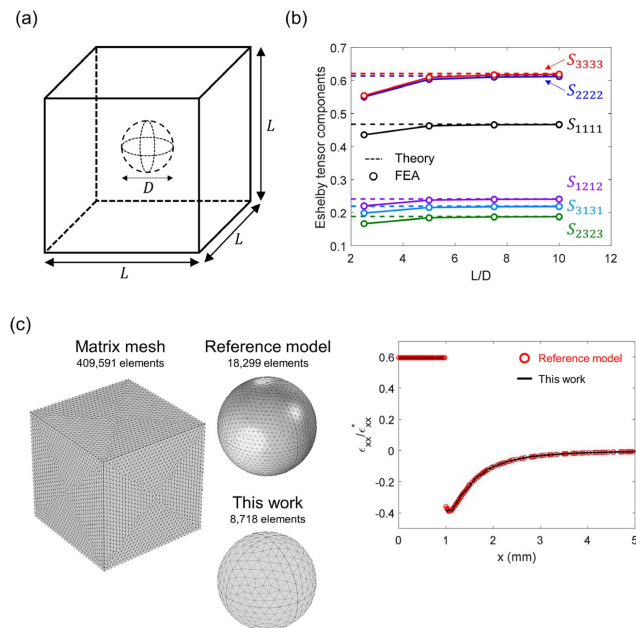 (a)
L
D
L
L
(b)
Eshelby tensor components
0.7
0.6
0.5
0.4
0.3
0.2
0.1
2
4
6
8
10
12
14
L/D
S3333
S2222
S1111
Theory
FEA
S1212
S3131
S2323
(c)
Matrix mesh
409,591 elements
Reference model
18,299 elements
This work
8,718 elements
ϵxx/ϵxx*
0.6
0.4
0.2
0
-0.2
-0.4
0
1
2
3
4
5
x (mm)
Reference model
This work